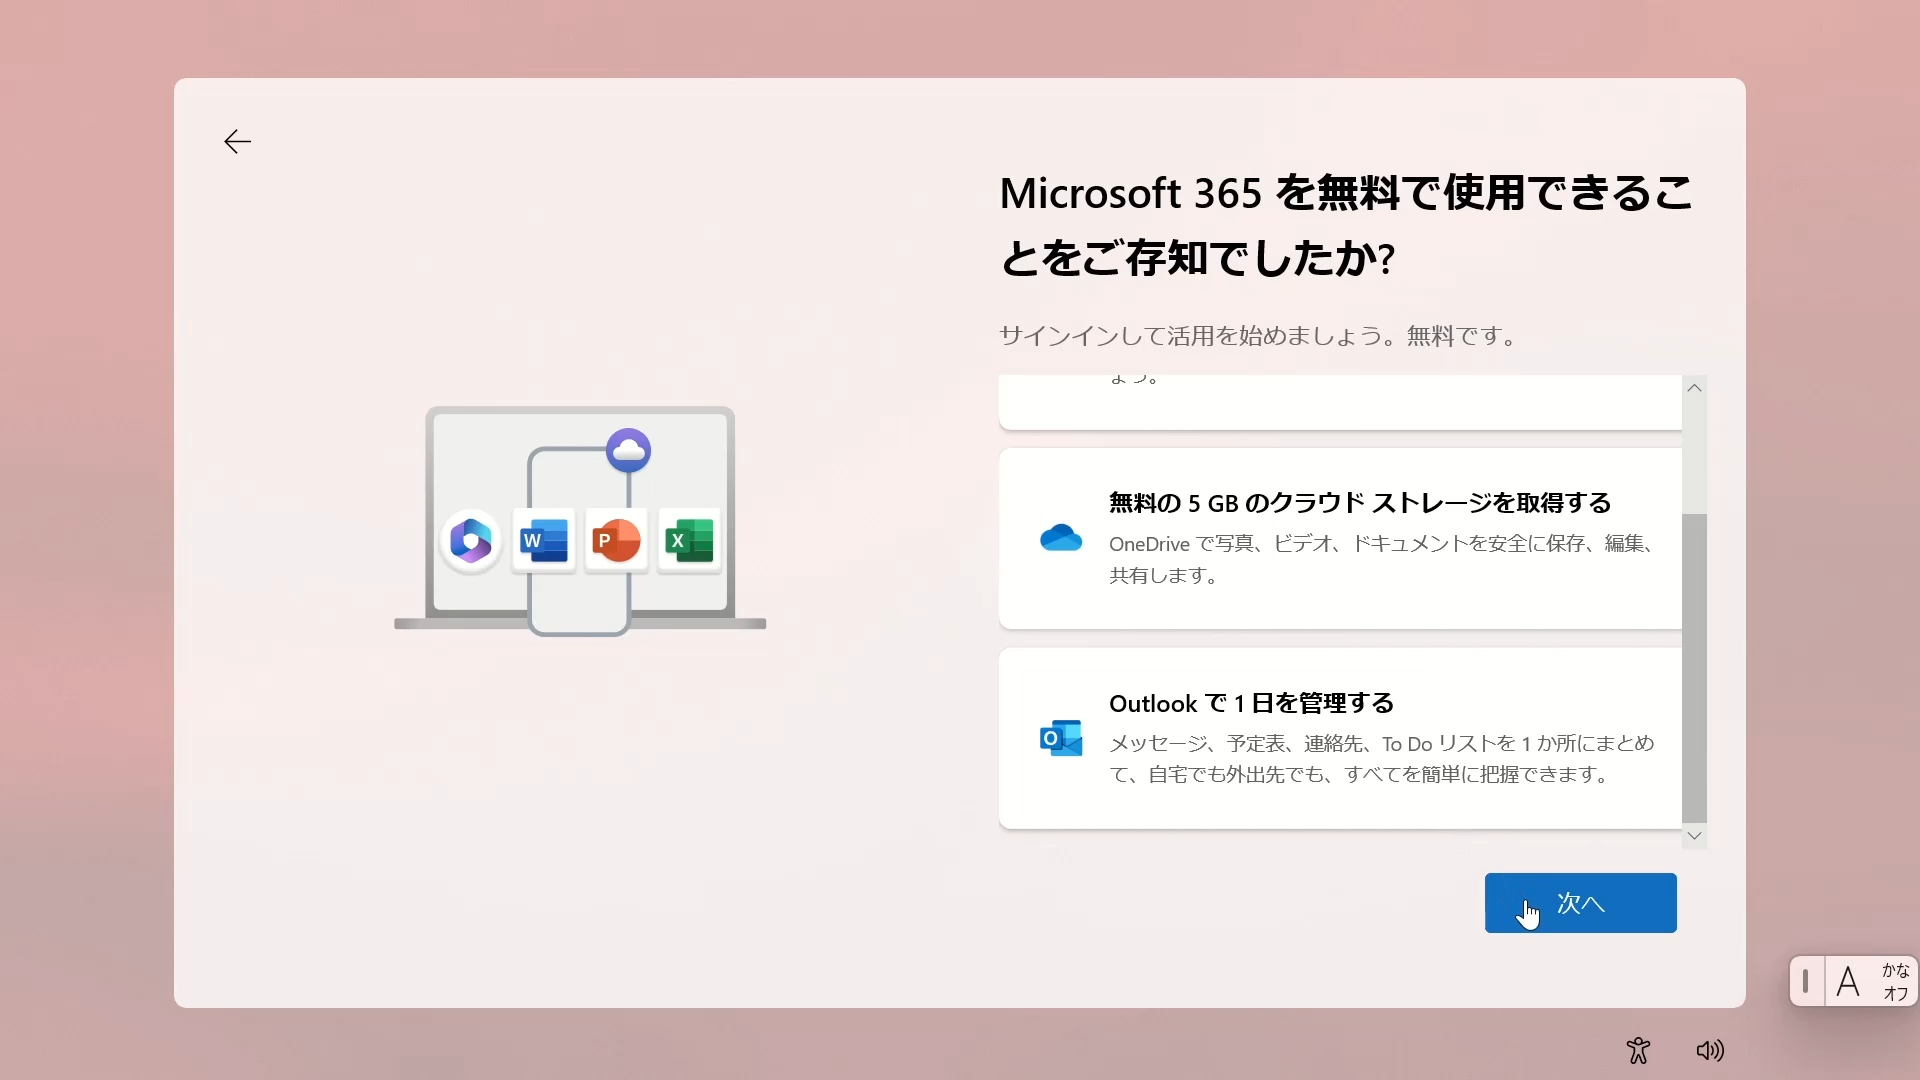 Microsoft 365 を無料で使用できるこ
とをご存知でしたか?
サインインして活用を始めましょう。無料です。
ょう。
無料の 5 GB のクラウド ストレージを取得する
OneDrive で写真、ビデオ、ドキュメントを安全に保存、編集、
共有します。
Outlook で 1 日を管理する
メッセージ、予定表、連絡先、To Do リストを 1 か所にまとめ
て、自宅でも外出先でも、すべてを簡単に把握できます。
W
P
X
O
次へ
A
かな
オフ